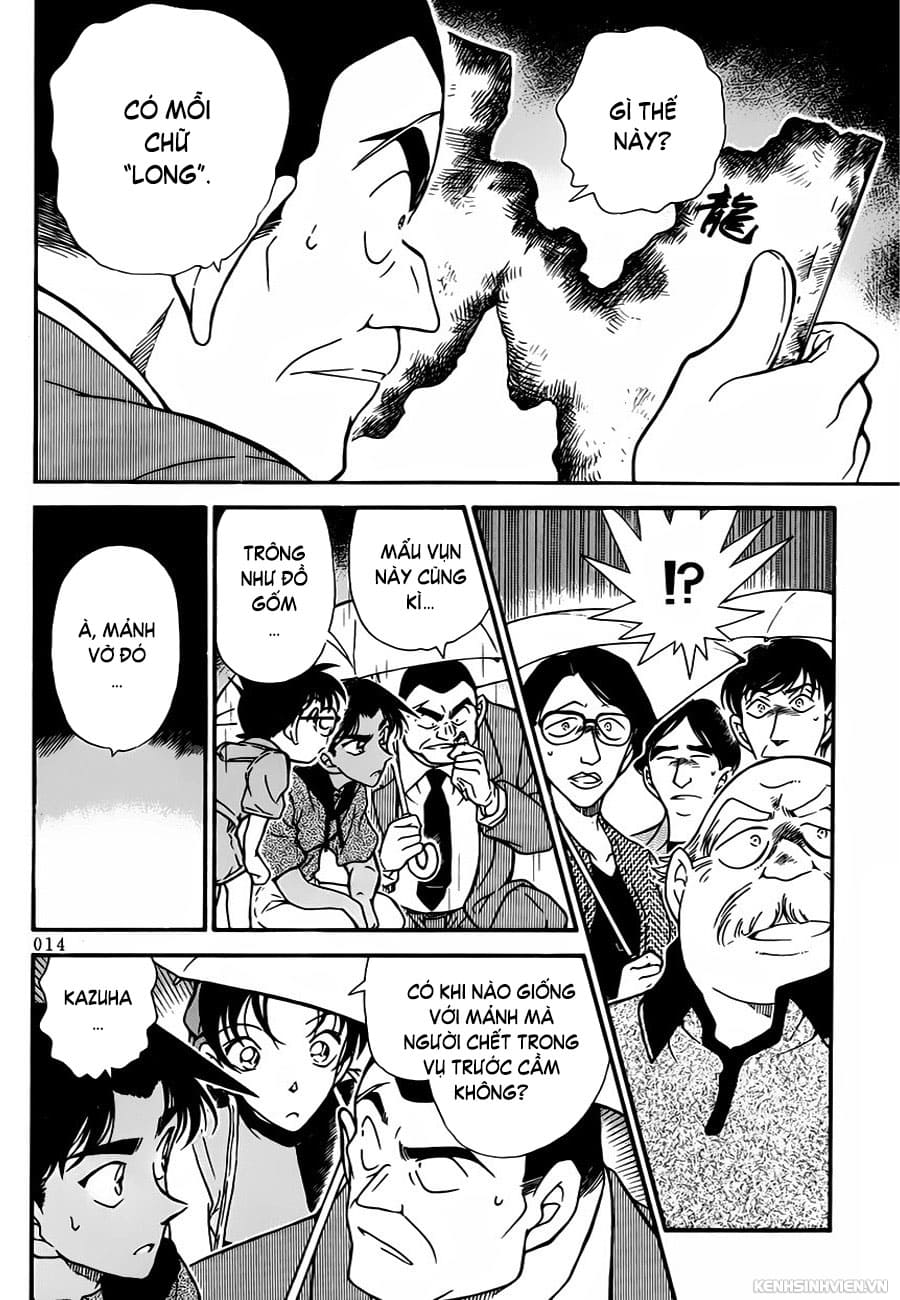 GÌ THẾ
NÀY?
龍
CÓ MỖI
CHỮ
"LONG".
!?
MẨU VỤN
NÀY CŨNG
KÌ...
TRÔNG
NHƯ ĐỒ
GỐM
...
À, MẢNH
VỠ ĐÓ
...
014
CÓ KHI NÀO GIỐNG
VỚI MẢNH MÀ
NGƯỜI CHẾT TRONG
VỤ TRƯỚC CẦM
KHÔNG?
KAZUHA
...
KENHSINHVIEN.VN